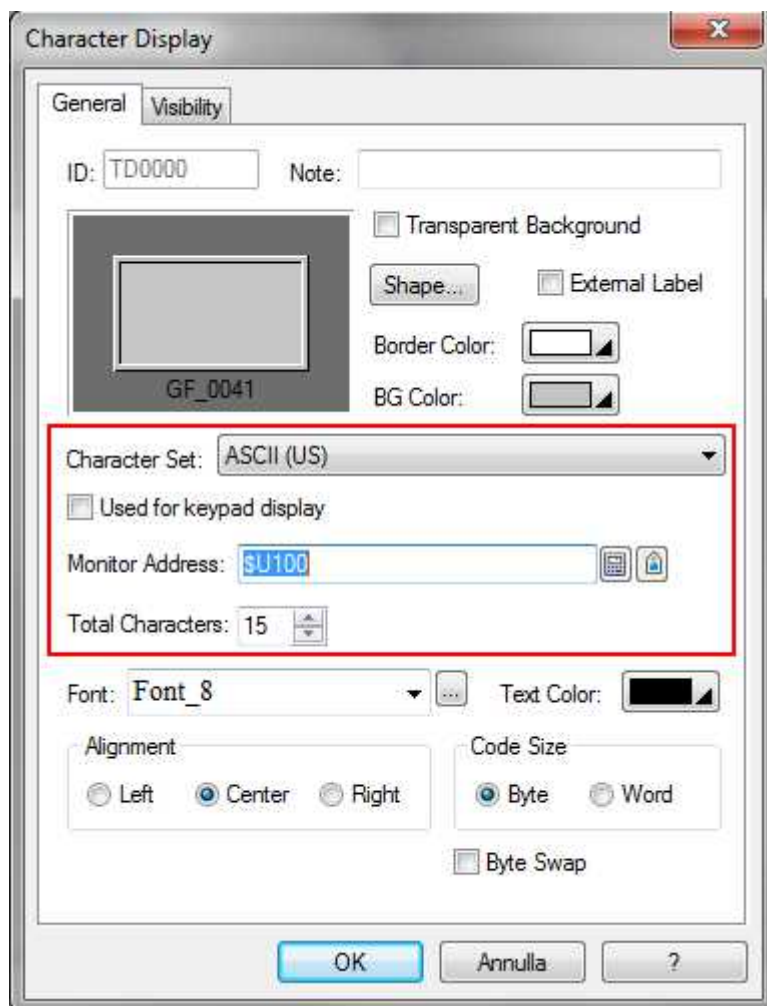 Character Display
General Visibility
ID: TD0000 Note:
Transparent Background
Shape... External Label
Border Color:
GF_0041
BG Color:
Character Set: ASCII (US)
Used for keypad display
Monitor Address: $U100
Total Characters: 15
Font: Font_8 ... Text Color:
Alignment Code Size
Left Center Right Byte Word
Byte Swap
OK Annulla ?